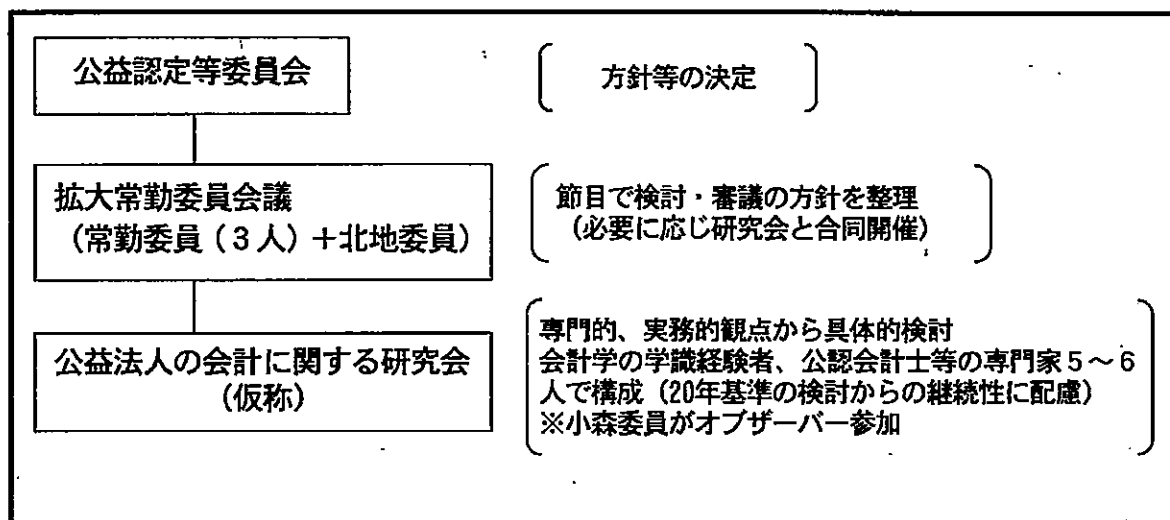 公益認定等委員会
方針等の決定
拡大常勤委員会議
(常勤委員(3人)+北地委員)
節目で検討・審議の方針を整理
(必要に応じ研究会と合同開催)
公益法人の会計に関する研究会
(仮称)
専門的、実務的観点から具体的検討
会計学の学識経験者、公認会計士等の専門家5~6
人で構成(20年基準の検討からの継続性に配慮)
※小森委員がオブザーバー参加